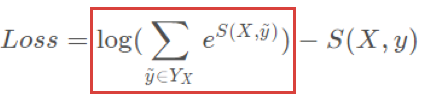 Loss = log( ∑_{ỹ∈Y_X} e^{S(X,ỹ)} ) − S(X, y)